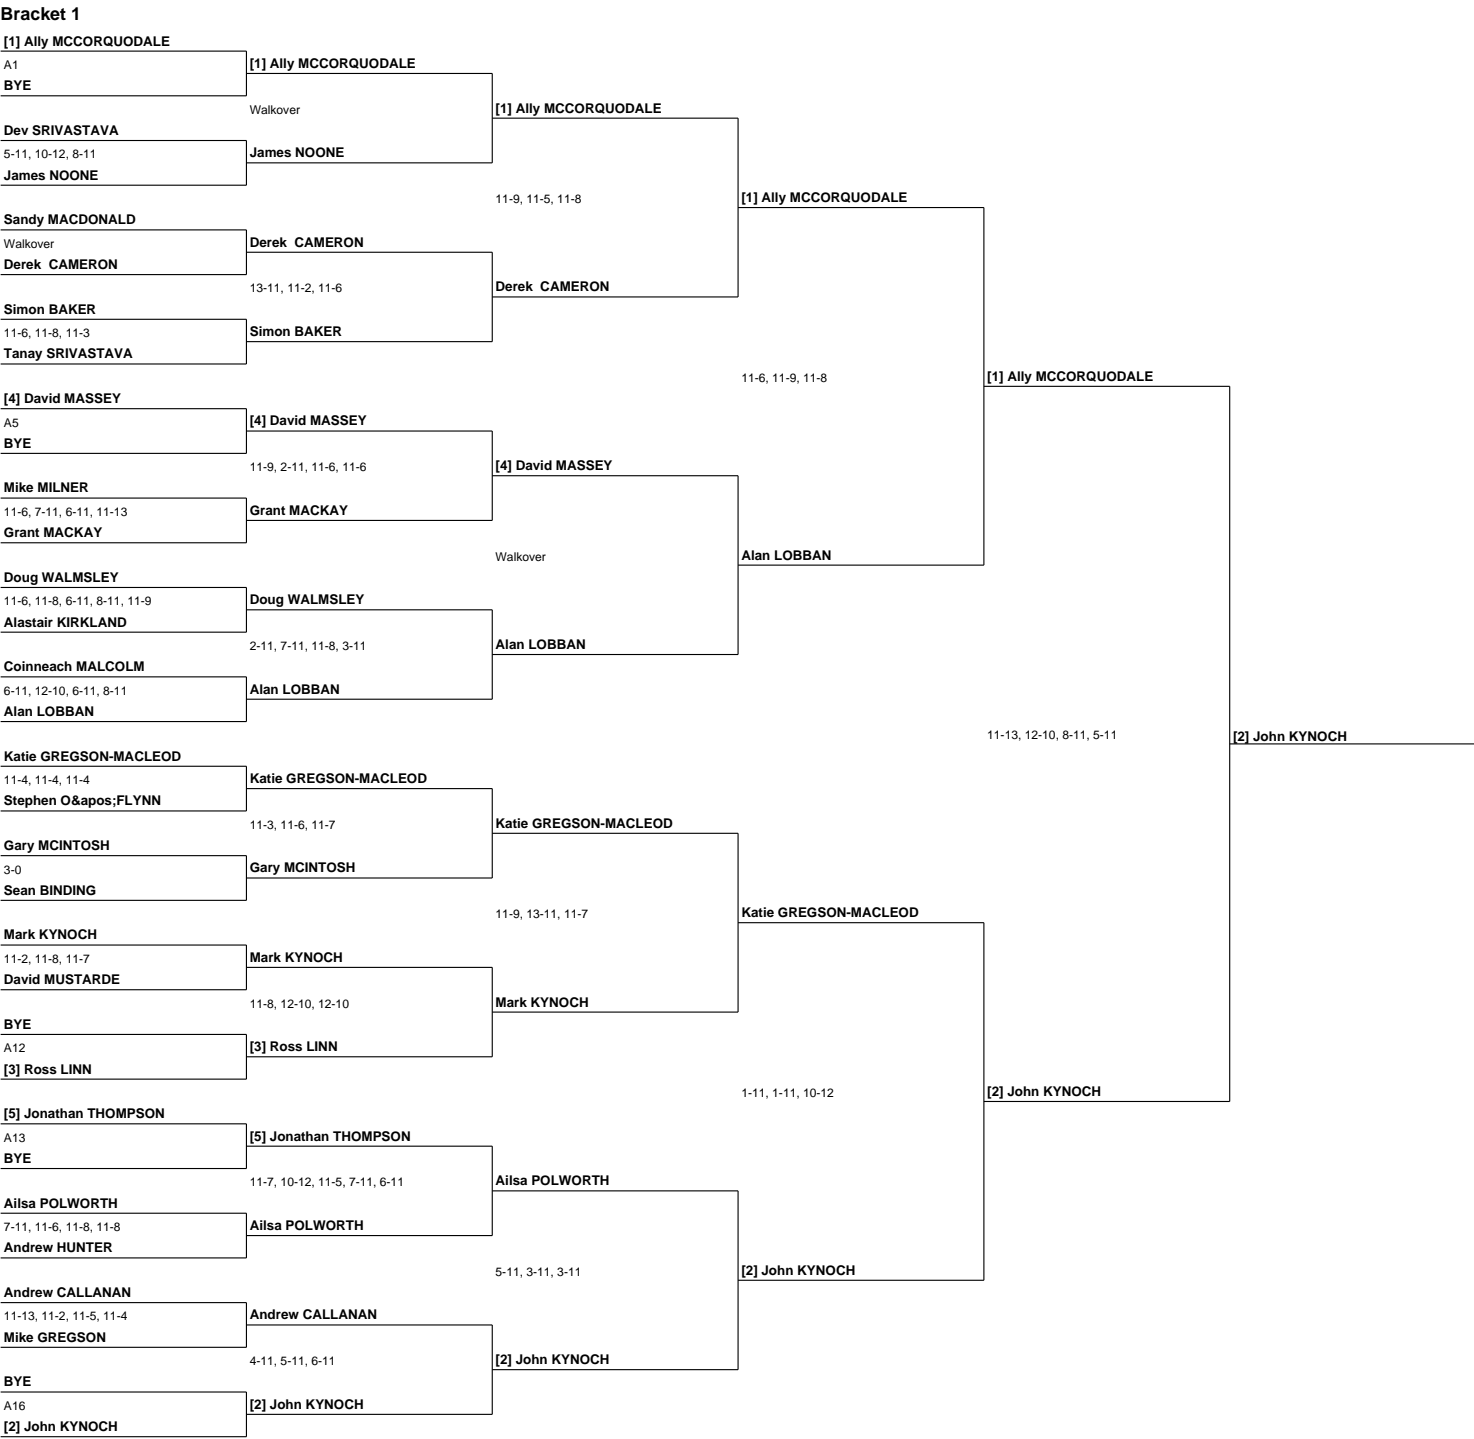 Bracket 1
[1] Ally MCCORQUODALE
A1
BYE
Dev SRIVASTAVA
5-11, 10-12, 8-11
James NOONE
Sandy MACDONALD
Walkover
Derek  CAMERON
Simon BAKER
11-6, 11-8, 11-3
Tanay SRIVASTAVA
[4] David MASSEY
A5
BYE
Mike MILNER
11-6, 7-11, 6-11, 11-13
Grant MACKAY
Doug WALMSLEY
11-6, 11-8, 6-11, 8-11, 11-9
Alastair KIRKLAND
Coinneach MALCOLM
6-11, 12-10, 6-11, 8-11
Alan LOBBAN
Katie GREGSON-MACLEOD
11-4, 11-4, 11-4
Stephen O&apos;FLYNN
Gary MCINTOSH
3-0
Sean BINDING
Mark KYNOCH
11-2, 11-8, 11-7
David MUSTARDE
BYE
A12
[3] Ross LINN
[5] Jonathan THOMPSON
A13
BYE
Ailsa POLWORTH
7-11, 11-6, 11-8, 11-8
Andrew HUNTER
Andrew CALLANAN
11-13, 11-2, 11-5, 11-4
Mike GREGSON
BYE
A16
[2] John KYNOCH
[1] Ally MCCORQUODALE
Walkover
James NOONE
Derek  CAMERON
13-11, 11-2, 11-6
Simon BAKER
[4] David MASSEY
11-9, 2-11, 11-6, 11-6
Grant MACKAY
Doug WALMSLEY
2-11, 7-11, 11-8, 3-11
Alan LOBBAN
Katie GREGSON-MACLEOD
11-3, 11-6, 11-7
Gary MCINTOSH
Mark KYNOCH
11-8, 12-10, 12-10
[3] Ross LINN
[5] Jonathan THOMPSON
11-7, 10-12, 11-5, 7-11, 6-11
Ailsa POLWORTH
Andrew CALLANAN
4-11, 5-11, 6-11
[2] John KYNOCH
[1] Ally MCCORQUODALE
11-9, 11-5, 11-8
Derek  CAMERON
[4] David MASSEY
Walkover
Alan LOBBAN
Katie GREGSON-MACLEOD
11-9, 13-11, 11-7
Mark KYNOCH
Ailsa POLWORTH
5-11, 3-11, 3-11
[2] John KYNOCH
[1] Ally MCCORQUODALE
11-6, 11-9, 11-8
Alan LOBBAN
Katie GREGSON-MACLEOD
1-11, 1-11, 10-12
[2] John KYNOCH
[1] Ally MCCORQUODALE
11-13, 12-10, 8-11, 5-11
[2] John KYNOCH
[2] John KYNOCH